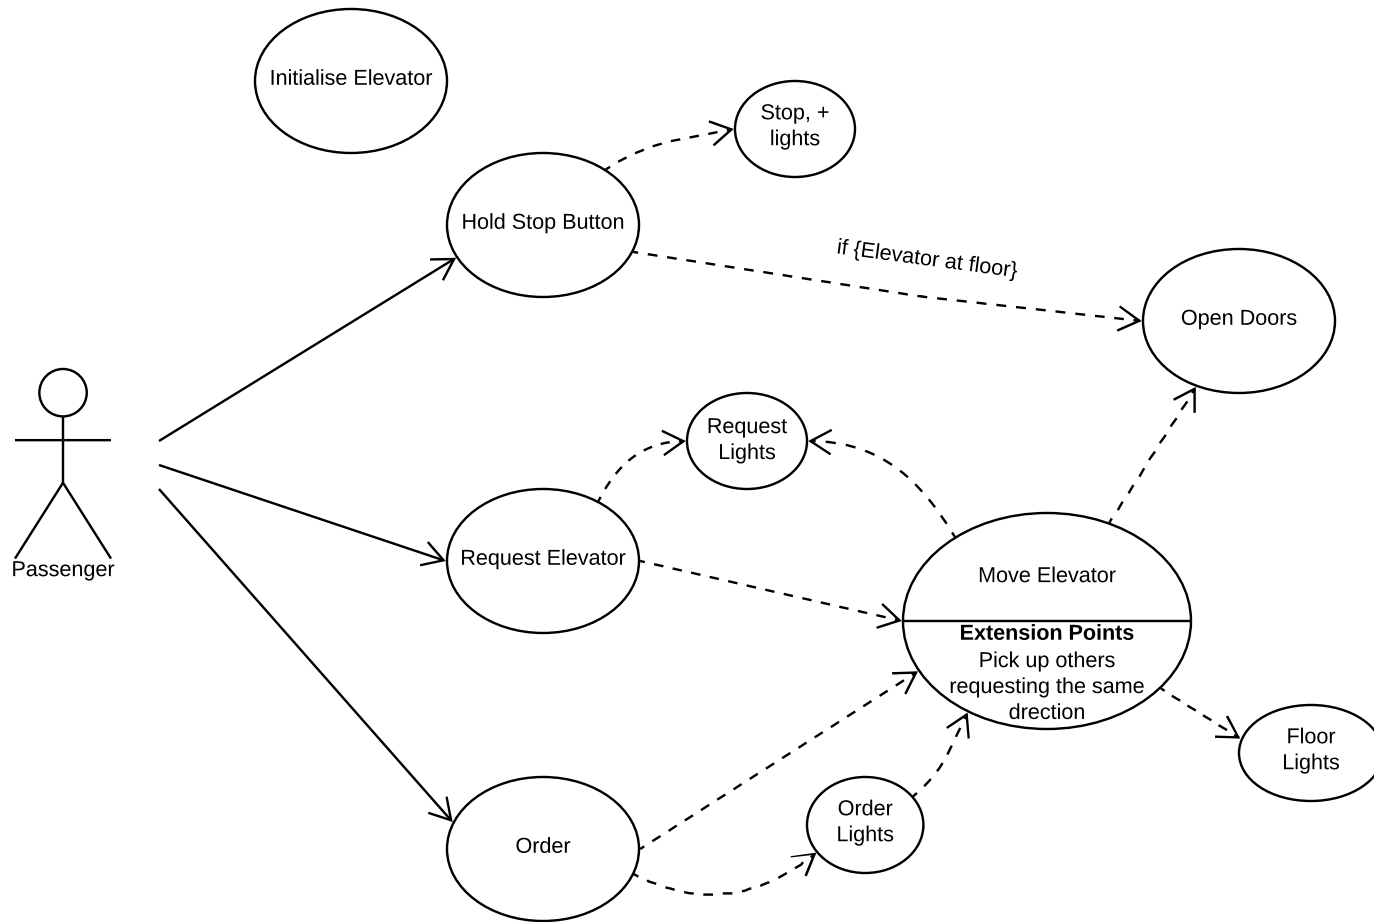 Initialise Elevator
Stop, +
lights
Hold Stop Button
if {Elevator at floor}
Open Doors
Passenger
Request
Lights
Request Elevator
Move Elevator
Extension Points
Pick up others
requesting the same
drection
Floor
Lights
Order
Lights
Order